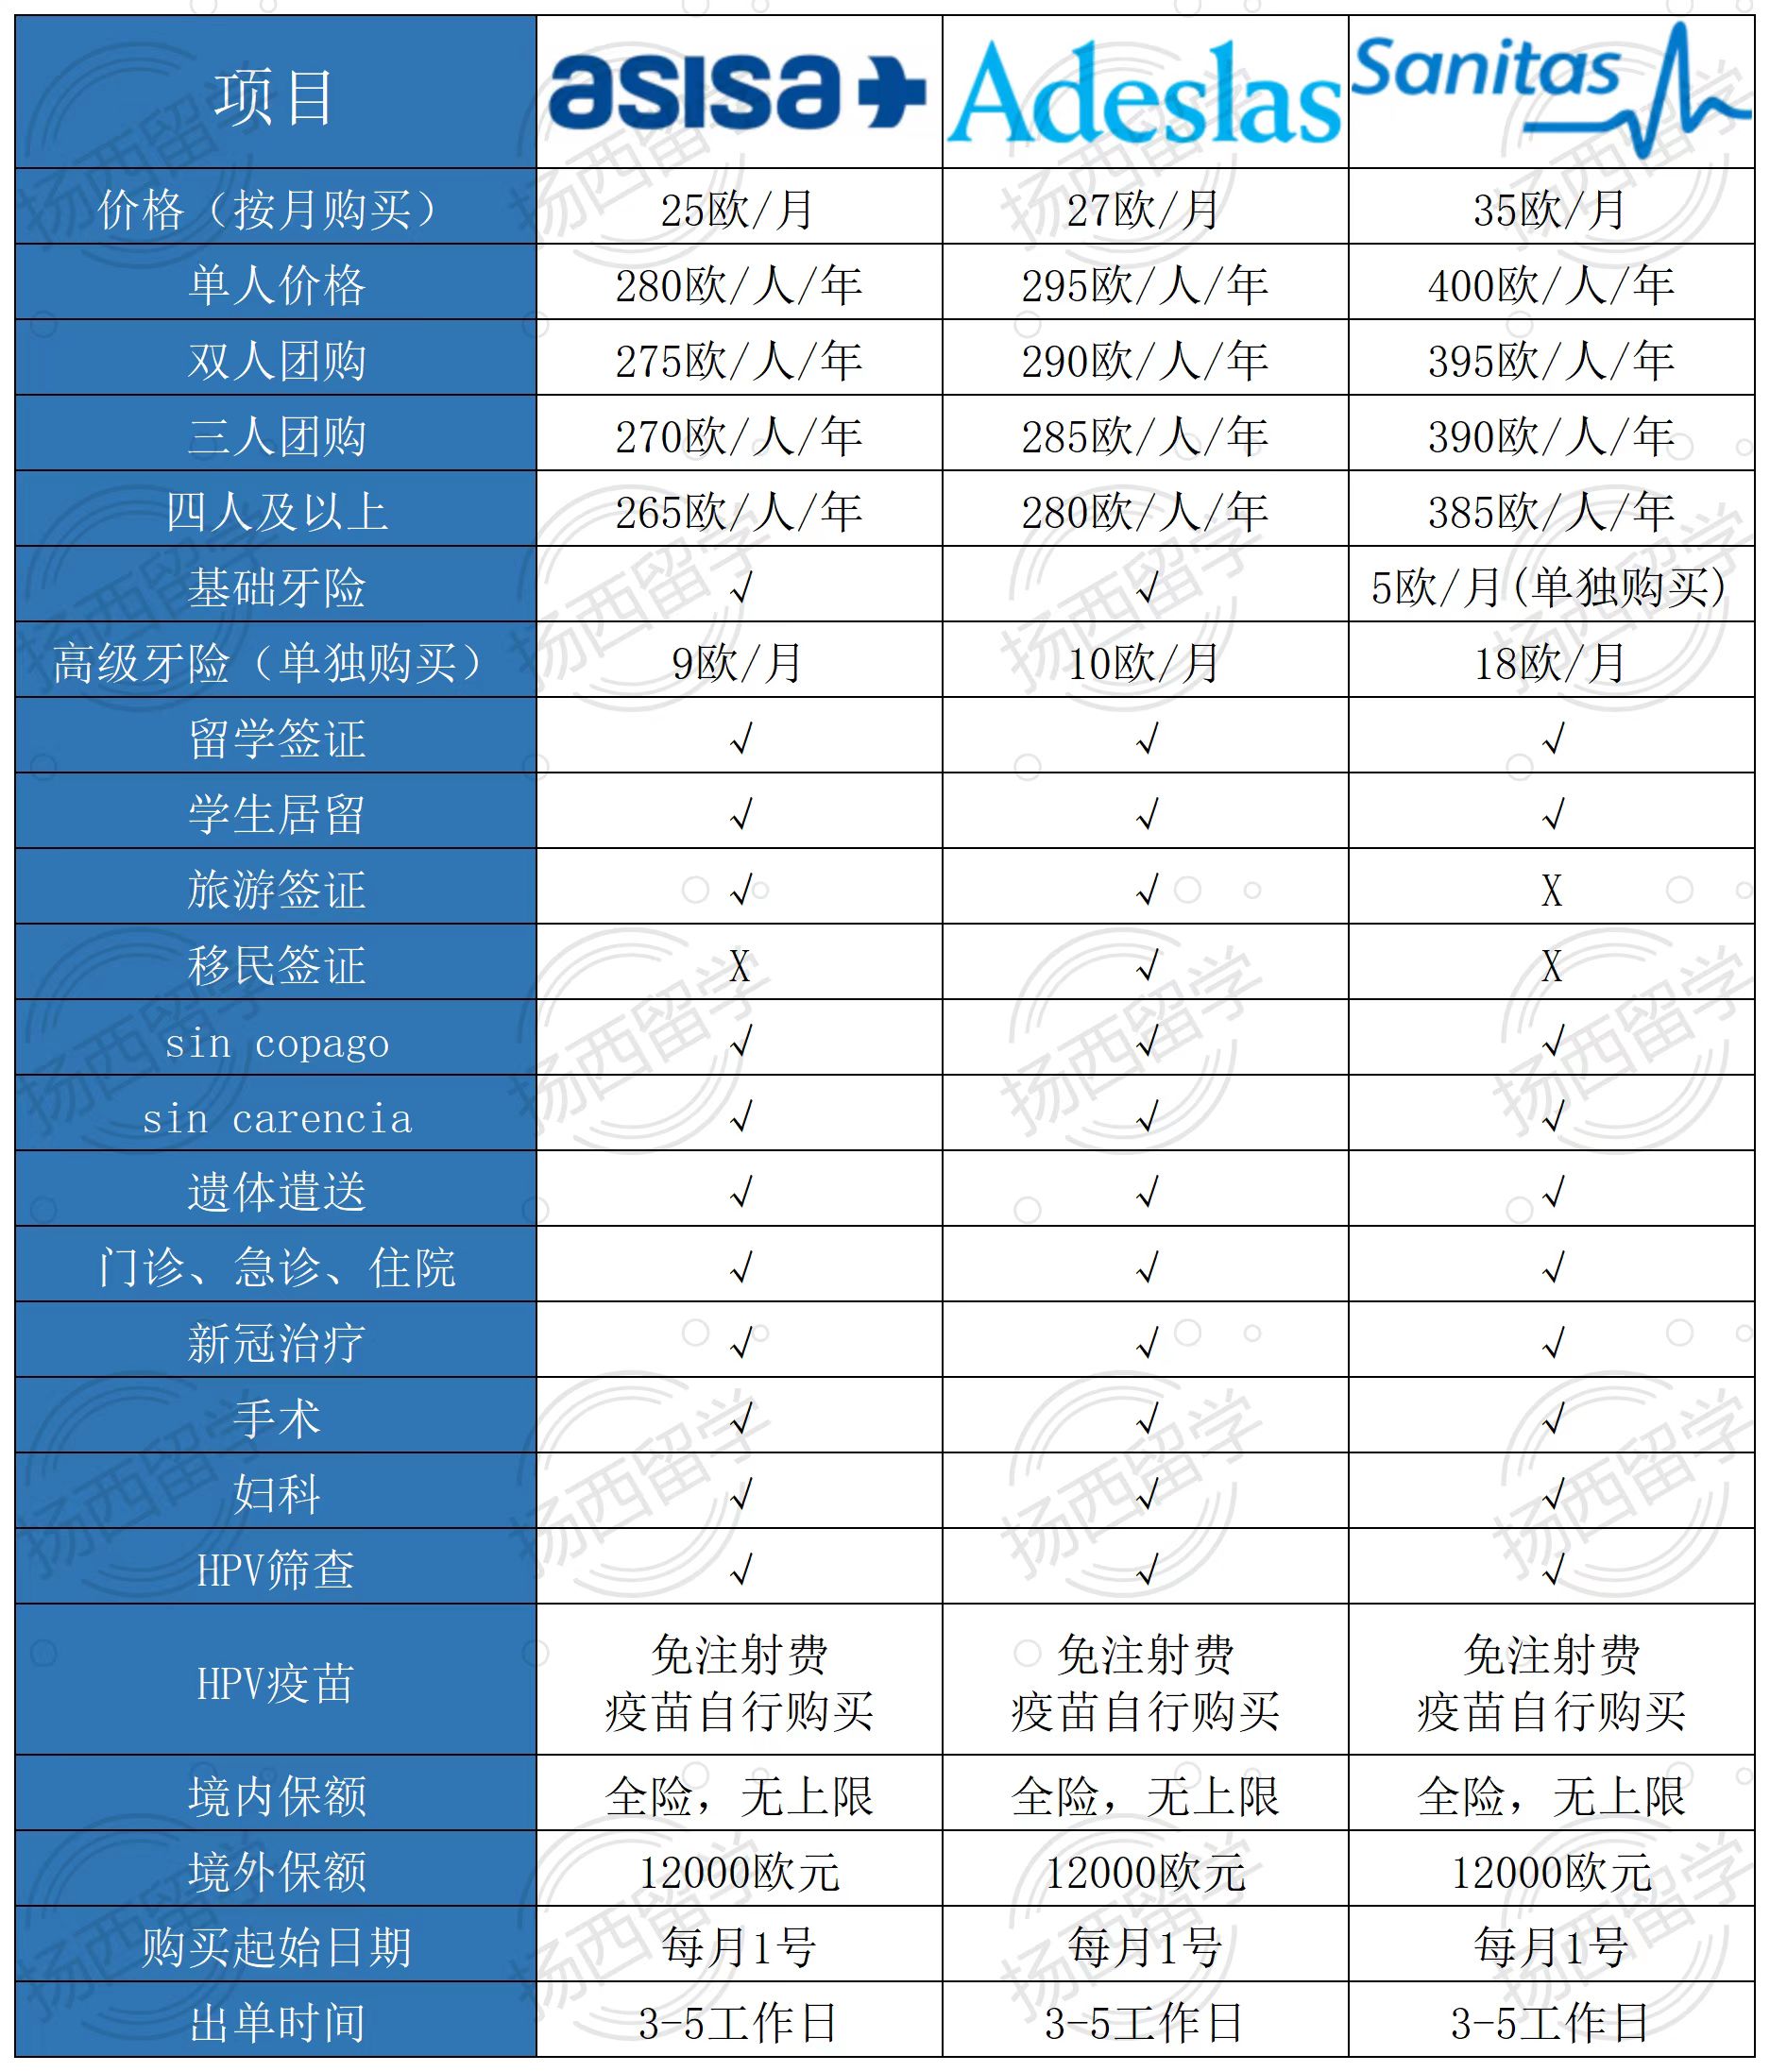 项目 asisa Adeslas Sanitas
价格（按月购买） 25欧/月 27欧/月 35欧/月
单人价格 280欧/人/年 295欧/人/年 400欧/人/年
双人团购 275欧/人/年 290欧/人/年 395欧/人/年
三人团购 270欧/人/年 285欧/人/年 390欧/人/年
四人及以上 265欧/人/年 280欧/人/年 385欧/人/年
基础牙险 √ √ 5欧/月(单独购买)
高级牙险（单独购买） 9欧/月 10欧/月 18欧/月
留学签证 √ √ √
学生居留 √ √ √
旅游签证 √ √ X
移民签证 X √ X
sin copago √ √ √
sin carencia √ √ √
遗体遣送 √ √ √
门诊、急诊、住院 √ √ √
新冠治疗 √ √ √
手术 √ √ √
妇科 √ √ √
HPV筛查 √ √ √
HPV疫苗 免注射费 免注射费 免注射费
疫苗自行购买 疫苗自行购买 疫苗自行购买
境内保额 全险，无上限 全险，无上限 全险，无上限
境外保额 12000欧元 12000欧元 12000欧元
购买起始日期 每月1号 每月1号 每月1号
出单时间 3-5工作日 3-5工作日 3-5工作日
扬西留学